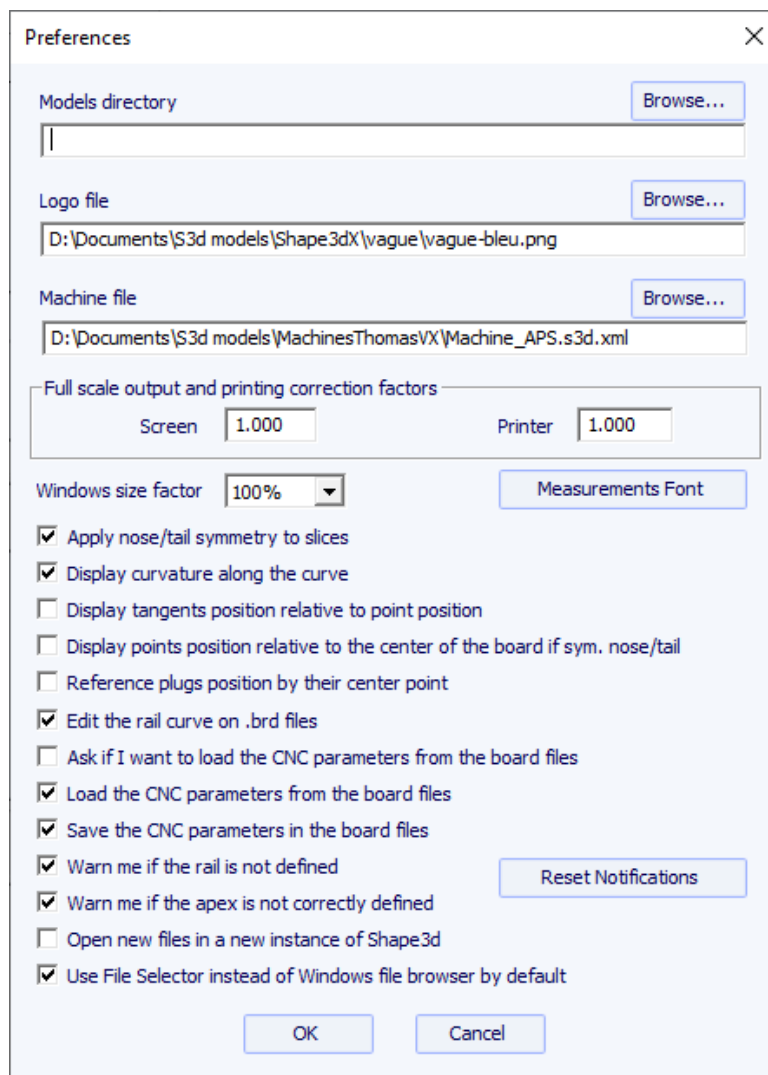 Preferences
Models directory
Browse...
Logo file
Browse...
D:\Documents\S3d models\Shape3dX\vague\vague-bleu.png
Machine file
Browse...
D:\Documents\S3d models\MachinesThomasVX\Machine_APS.s3d.xml
Full scale output and printing correction factors
Screen 1.000 Printer 1.000
Windows size factor 100% Measurements Font
Apply nose/tail symmetry to slices
Display curvature along the curve
Display tangents position relative to point position
Display points position relative to the center of the board if sym. nose/tail
Reference plugs position by their center point
Edit the rail curve on .brd files
Ask if I want to load the CNC parameters from the board files
Load the CNC parameters from the board files
Save the CNC parameters in the board files
Warn me if the rail is not defined
Reset Notifications
Warn me if the apex is not correctly defined
Open new files in a new instance of Shape3d
Use File Selector instead of Windows file browser by default
OK Cancel